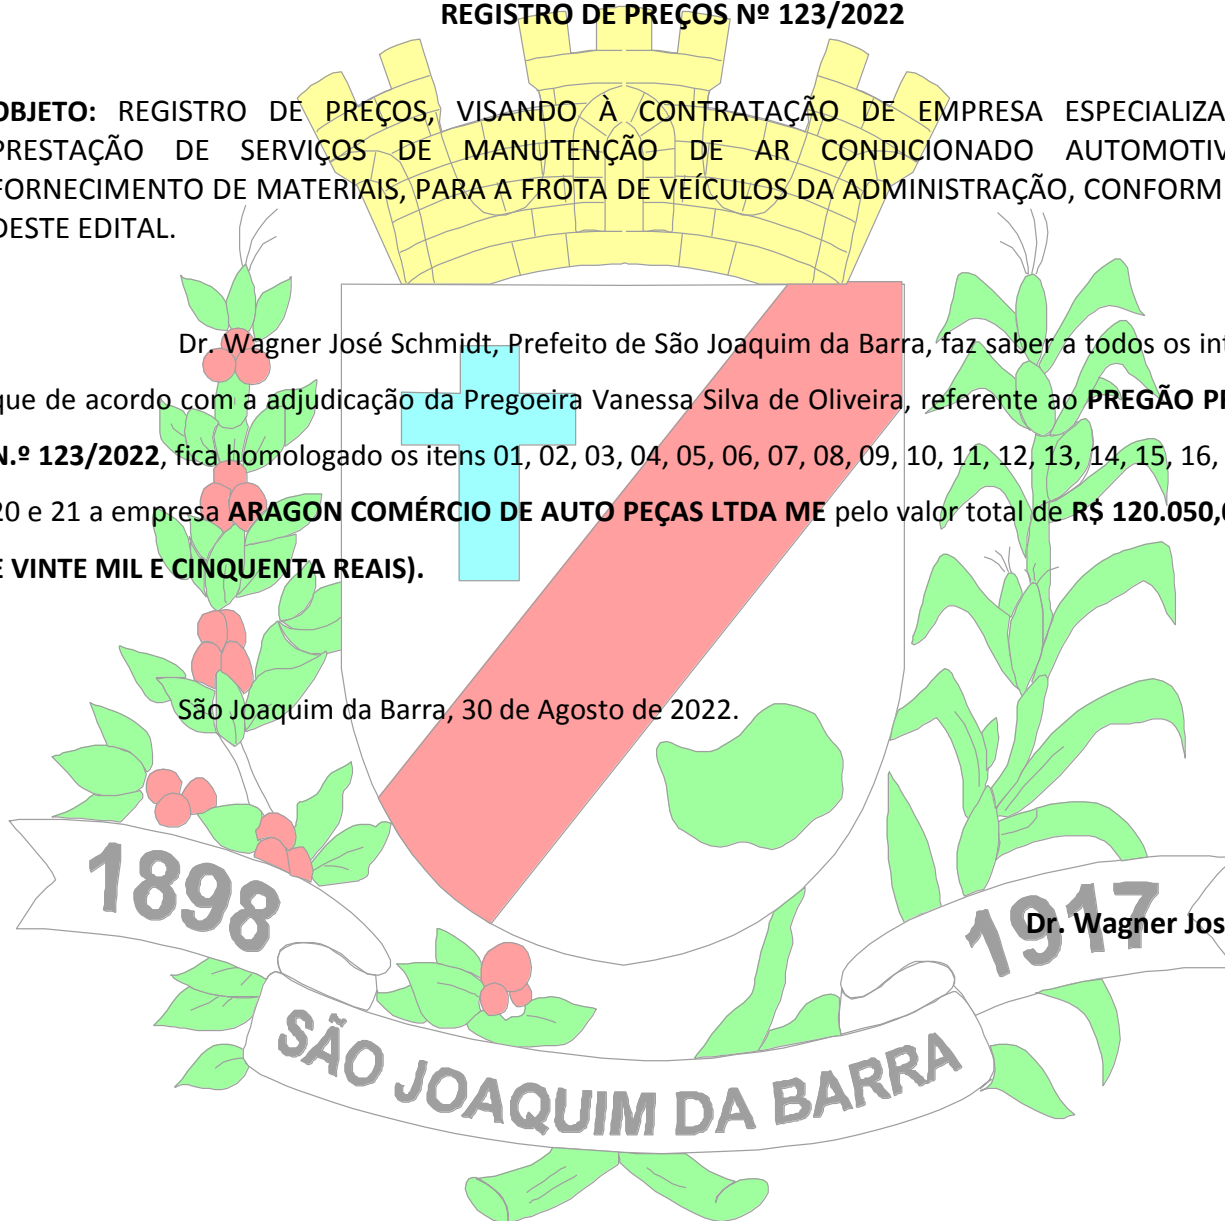 REGISTRO DE PREÇOS Nº 123/2022
OBJETO: REGISTRO DE PREÇOS, VISANDO À CONTRATAÇÃO DE EMPRESA ESPECIALIZA
PRESTAÇÃO DE SERVIÇOS DE MANUTENÇÃO DE AR CONDICIONADO AUTOMOTIV
FORNECIMENTO DE MATERIAIS, PARA A FROTA DE VEÍCULOS DA ADMINISTRAÇÃO, CONFORM
DESTE EDITAL.
Dr. Wagner José Schmidt, Prefeito de São Joaquim da Barra, faz saber a todos os int
que de acordo com a adjudicação da Pregoeira Vanessa Silva de Oliveira, referente ao PREGÃO PR
N.º 123/2022, fica homologado os itens 01, 02, 03, 04, 05, 06, 07, 08, 09, 10, 11, 12, 13, 14, 15, 16,
20 e 21 a empresa ARAGON COMÉRCIO DE AUTO PEÇAS LTDA ME pelo valor total de R$ 120.050,0
E VINTE MIL E CINQUENTA REAIS).
São Joaquim da Barra, 30 de Agosto de 2022.
1898
1917
Dr. Wagner Jos
SÃO JOAQUIM DA BARRA